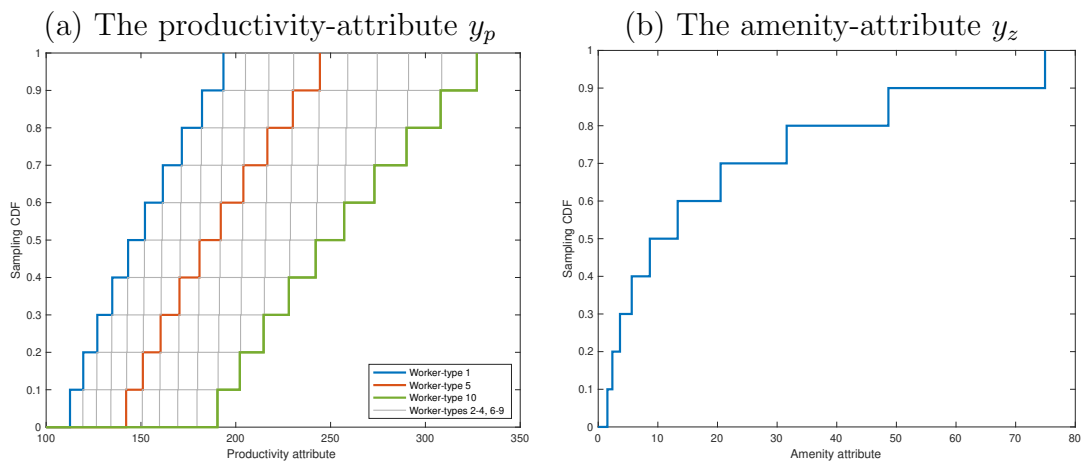 (a) The productivity-attribute y_p
1
0.9
0.8
0.7
0.6
0.5
0.4
0.3
0.2
0.1
0
Sampling CDF
Worker-type 1
Worker-type 5
Worker-type 10
Worker-types 2-4, 6-9
100 150 200 250 300 350
Productivity attribute
(b) The amenity-attribute y_z
1
0.9
0.8
0.7
0.6
0.5
0.4
0.3
0.2
0.1
0
Sampling CDF
0 10 20 30 40 50 60 70 80
Amenity attribute